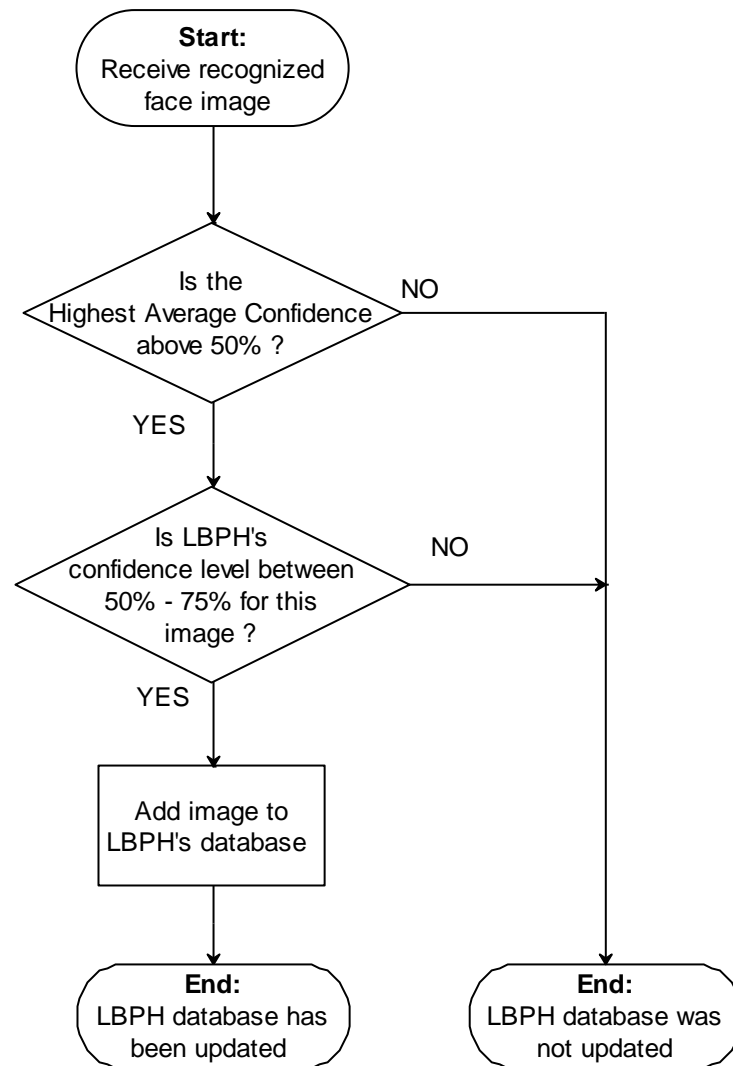 Start:
Receive recognized
face image
Is the
Highest Average Confidence
above 50% ?
NO
YES
Is LBPH's
confidence level between
50% - 75% for this
image ?
NO
YES
Add image to
LBPH's database
End:
LBPH database has
been updated
End:
LBPH database was
not updated